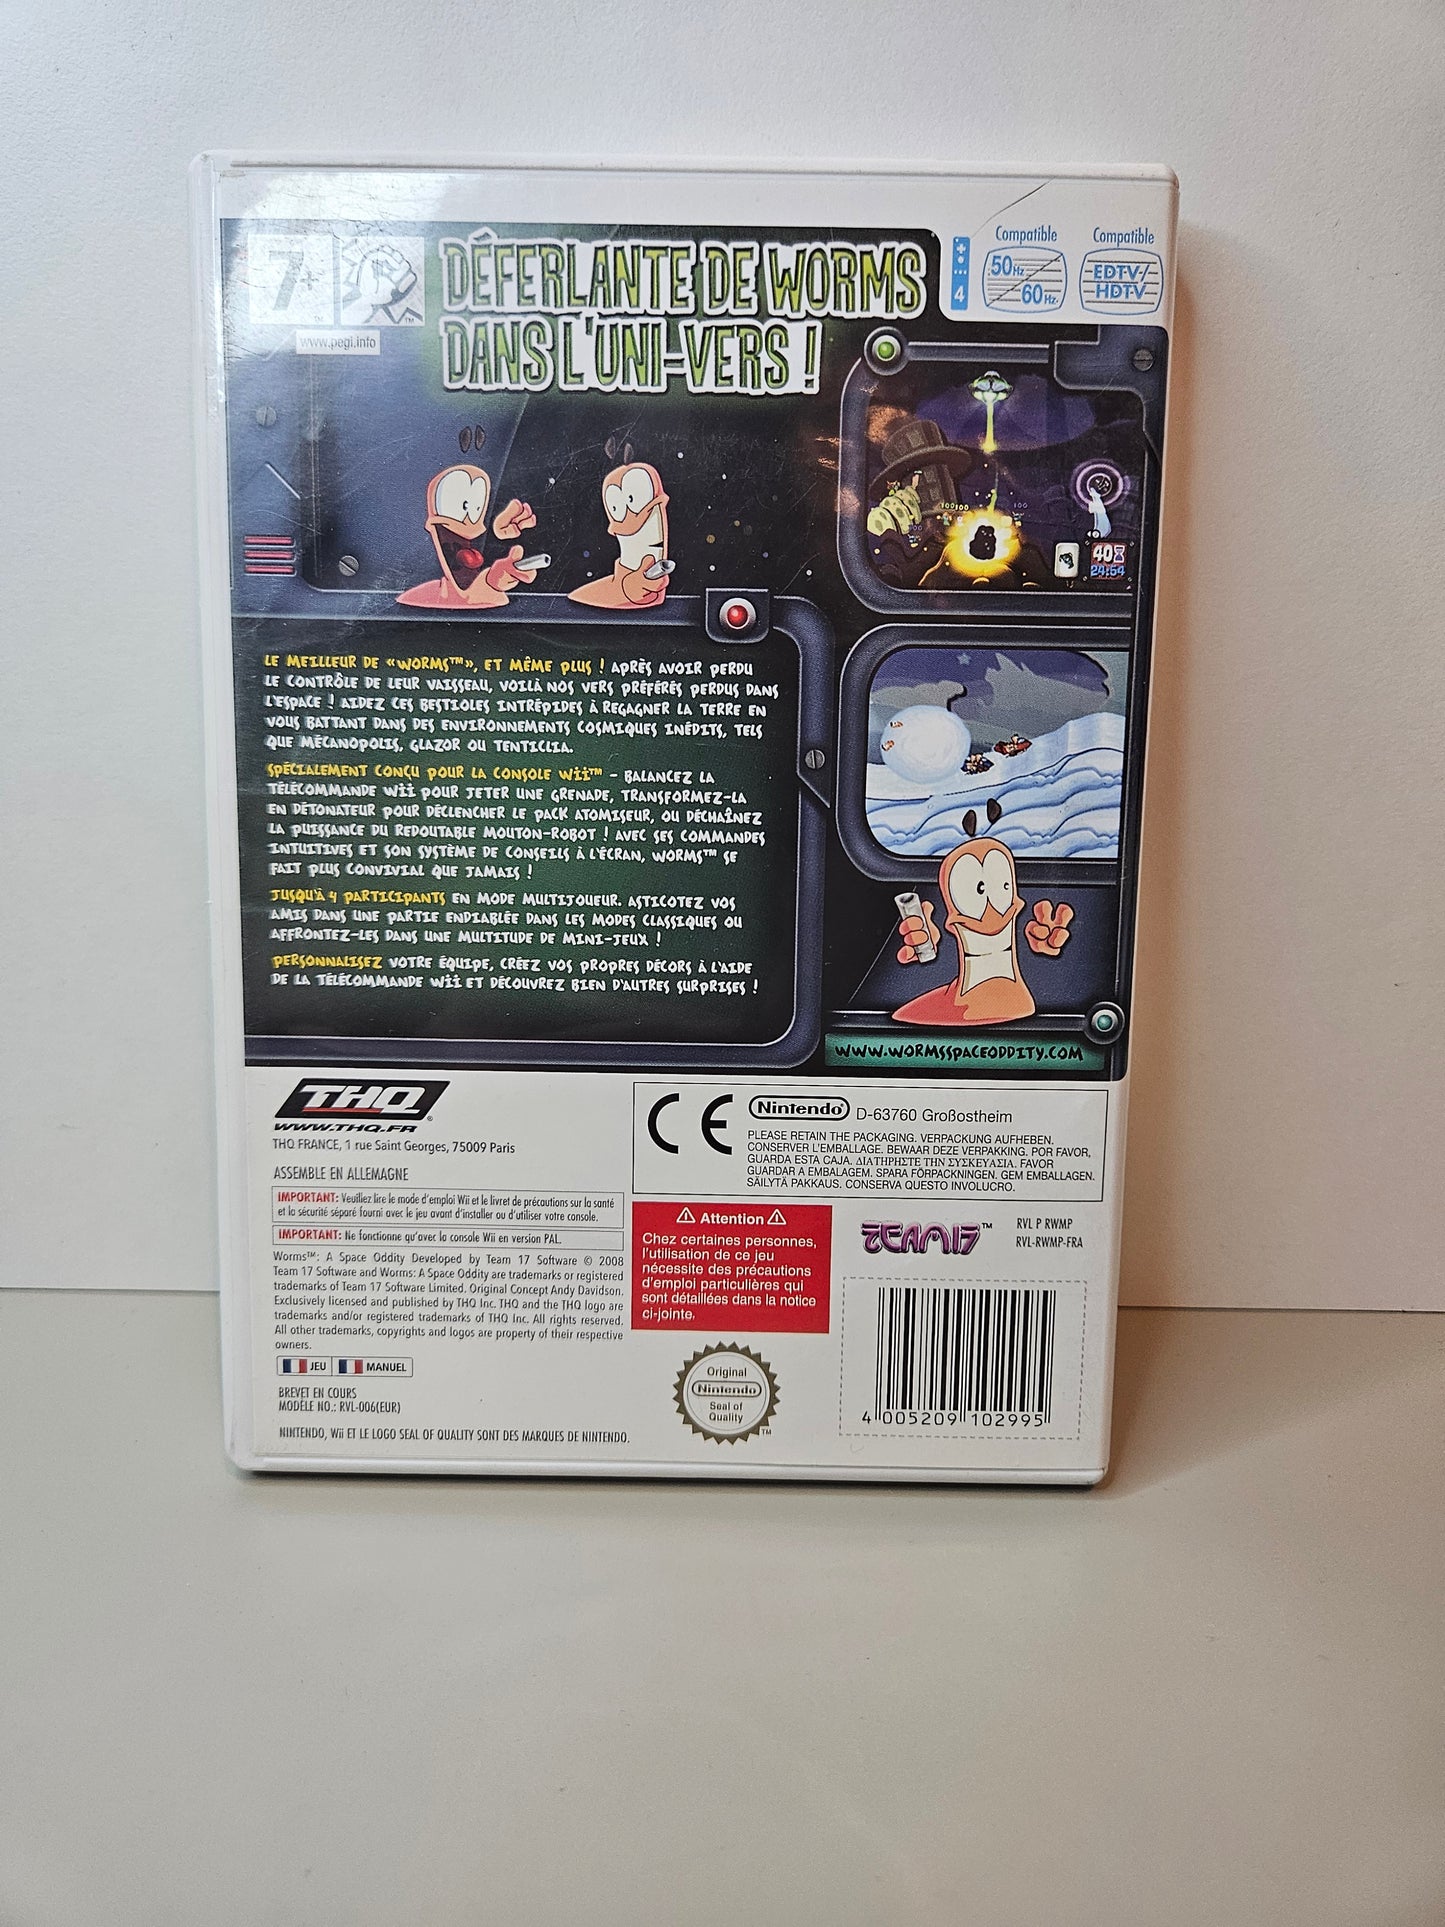 7+
www.pegi.info
DÉFERLANTE DE WORMS
DANS L'UNI-VERS !
4
Compatible
50Hz
60Hz
Compatible
EDTV/
HDTV
100100
100
40
24:54
LE MEILLEUR DE «WORMS™», ET MÊME PLUS ! APRÈS AVOIR PERDU
LE CONTRÔLE DE LEUR VAISSEAU, VOILÀ NOS VERS PRÉFÉRÉS PERDUS DANS
L'ESPACE ! AIDEZ CES BESTIOLES INTRÉPIDES À REGAGNER LA TERRE EN
VOUS BATTANT DANS DES ENVIRONNEMENTS COSMIQUES INÉDITS, TELS
QUE MÉCANOPOLIS, GLAZOR OU TENTICLIA.
SPÉCIALEMENT CONÇU POUR LA CONSOLE Wii™ - BALANCEZ LA
TÉLÉCOMMANDE Wii POUR JETER UNE GRENADE, TRANSFORMEZ-LA
EN DÉTONATEUR POUR DÉCLENCHER LE PACK ATOMISEUR, OU DÉCHAÎNEZ
LA PUISSANCE DU REDOUTABLE MOUTON-ROBOT ! AVEC SES COMMANDES
INTUITIVES ET SON SYSTÈME DE CONSEILS À L'ÉCRAN, WORMS™ SE
FAIT PLUS CONVIVIAL QUE JAMAIS !
JUSQU'À 4 PARTICIPANTS EN MODE MULTIJOUEUR. ASTICOTEZ VOS
AMIS DANS UNE PARTIE ENDIABLÉE DANS LES MODES CLASSIQUES OU
AFFRONTEZ-LES DANS UNE MULTITUDE DE MINI-JEUX !
PERSONNALISEZ VOTRE ÉQUIPE, CRÉEZ VOS PROPRES DÉCORS À L'AIDE
DE LA TÉLÉCOMMANDE Wii ET DÉCOUVREZ BIEN D'AUTRES SURPRISES !
WWW.WORMSSPACEODDITY.COM
THQ®
WWW.THQ.FR
THQ FRANCE, 1 rue Saint Georges, 75009 Paris
ASSEMBLE EN ALLEMAGNE
IMPORTANT: Veuillez lire le mode d'emploi Wii et le livret de précautions sur la santé
et la sécurité séparé fourni avec le jeu avant d'installer ou d'utiliser votre console.
IMPORTANT: Ne fonctionne qu'avec la console Wii en version PAL.
Worms™: A Space Oddity Developed by Team 17 Software © 2008
Team 17 Software and Worms: A Space Oddity are trademarks or registered
trademarks of Team 17 Software Limited. Original Concept Andy Davidson.
Exclusively licensed and published by THQ Inc. THQ and the THQ logo are
trademarks and/or registered trademarks of THQ Inc. All rights reserved.
All other trademarks, copyrights and logos are property of their respective
owners.
JEU
MANUEL
BREVET EN COURS
MODÈLE NO.: RVL-006(EUR)
NINTENDO, Wii ET LE LOGO SEAL OF QUALITY SONT DES MARQUES DE NINTENDO.
CE
Nintendo® D-63760 Großostheim
PLEASE RETAIN THE PACKAGING. VERPACKUNG AUFHEBEN.
CONSERVER L'EMBALLAGE. BEWAAR DEZE VERPAKKING. POR FAVOR,
GUARDA ESTA CAJA. ΔΙΑΤΗΡΗΣΤΕ ΤΗΝ ΣΥΣΚΕΥΑΣΙΑ. FAVOR
GUARDAR A EMBALAGEM. SPARA FÖRPACKNINGEN. GEM EMBALLAGEN.
SÄILYTÄ PAKKAUS. CONSERVA QUESTO INVOLUCRO.
Attention
Chez certaines personnes,
l'utilisation de ce jeu
nécessite des précautions
d'emploi particulières qui
sont détaillées dans la notice
ci-jointe.
Original
Nintendo
Seal of
Quality
TM
TEAM17™
RVL P RWMP
RVL-RWMP-FRA
4 005209 102995